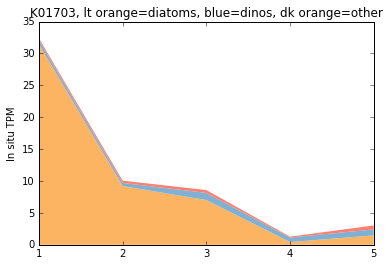 K01703, lt orange=diatoms, blue=dinos, dk orange=other
35
30
25
20
15
10
5
0
In situ TPM
1 2 3 4 5